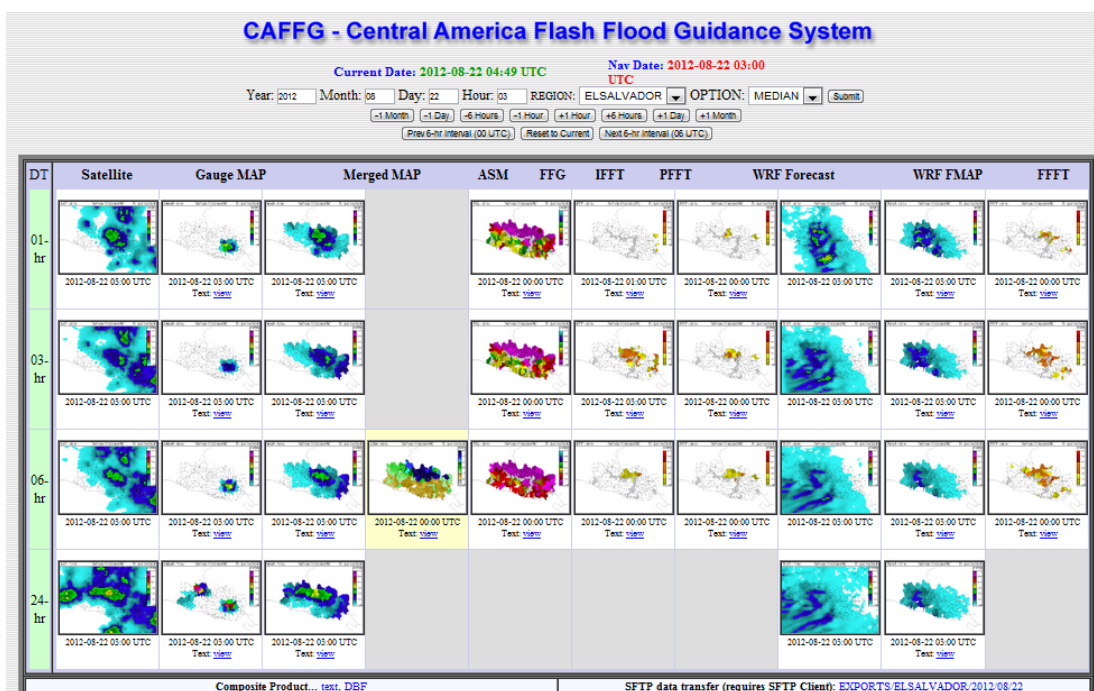 CAFFG - Central America Flash Flood Guidance System
Current Date: 2012-08-22 04:49 UTC Nav Date: 2012-08-22 03:00
UTC
Year: 2012 Month: 08 Day: 22 Hour: 03 REGION: ELSALVADOR OPTION: MEDIAN Submit
-1 Month -1 Day -6 Hours -1 Hour +1 Hour +6 Hours +1 Day +1 Month
Prev 6-hr interval (00 UTC) Reset to Current Next 6-hr interval (06 UTC)
DT Satellite Gauge MAP Merged MAP ASM FFG IFFT PFFT WRF Forecast WRF FMAP FFFT
01-
hr
2012-08-22 03:00 UTC 2012-08-22 03:00 UTC 2012-08-22 03:00 UTC 2012-08-22 00:00 UTC 2012-08-22 01:00 UTC 2012-08-22 00:00 UTC 2012-08-22 03:00 UTC 2012-08-22 03:00 UTC 2012-08-22 00:00 UTC
Text: view Text: view Text: view Text: view Text: view Text: view Text: view
03-
hr
2012-08-22 03:00 UTC 2012-08-22 03:00 UTC 2012-08-22 03:00 UTC 2012-08-22 00:00 UTC 2012-08-22 03:00 UTC 2012-08-22 00:00 UTC 2012-08-22 03:00 UTC 2012-08-22 03:00 UTC 2012-08-22 00:00 UTC
Text: view Text: view Text: view Text: view Text: view Text: view Text: view
06-
hr
2012-08-22 03:00 UTC 2012-08-22 03:00 UTC 2012-08-22 03:00 UTC 2012-08-22 00:00 UTC 2012-08-22 00:00 UTC 2012-08-22 00:00 UTC 2012-08-22 00:00 UTC 2012-08-22 03:00 UTC 2012-08-22 03:00 UTC 2012-08-22 00:00 UTC
Text: view Text: view Text: view Text: view Text: view Text: view Text: view Text: view
24-
hr
2012-08-22 03:00 UTC 2012-08-22 03:00 UTC 2012-08-22 03:00 UTC 2012-08-22 03:00 UTC 2012-08-22 03:00 UTC
Text: view Text: view Text: view
Composite Product... text, DBF SFTP data transfer (requires SFTP Client): EXPORTS/ELSALVADOR/2012/08/22